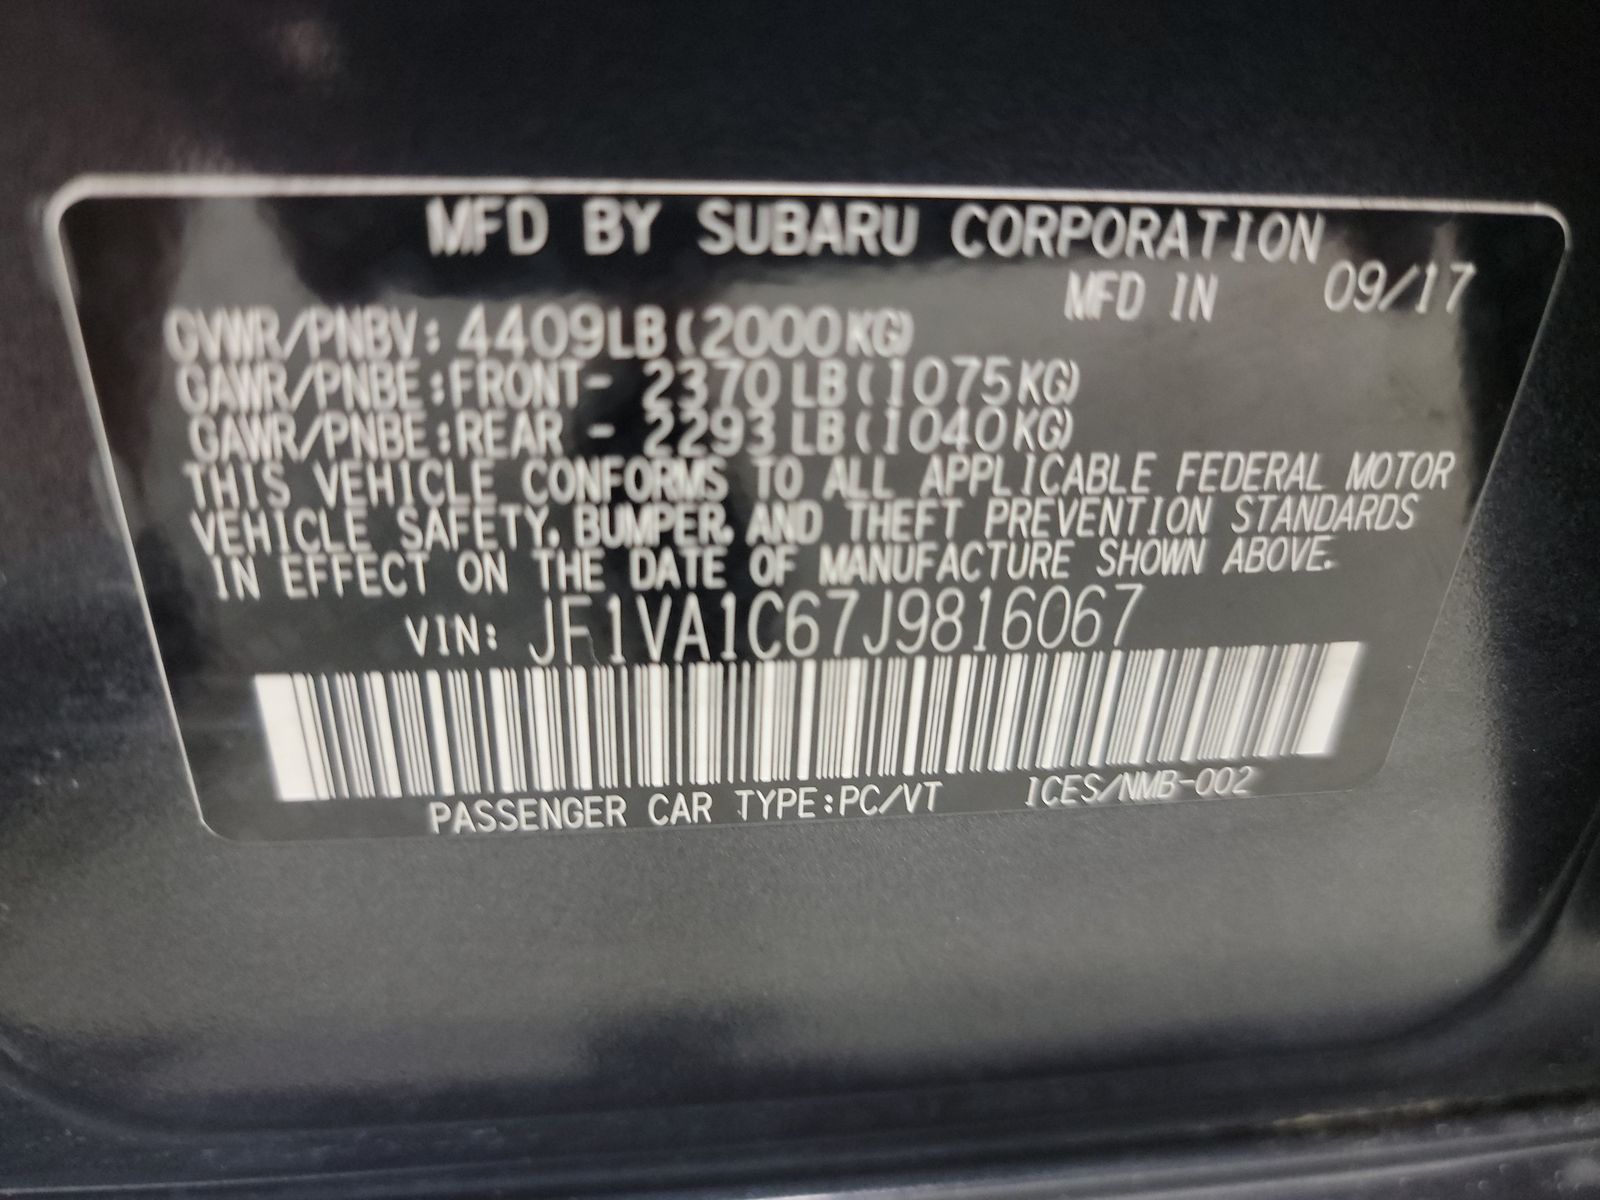 MFD BY SUBARU CORPORATION
MFD IN 09/17
GVWR/PNBV: 4409LB(2000KG)
GAWR/PNBE:FRONT- 2370LB(1075KG)
GAWR/PNBE:REAR - 2293LB(1040KG)
THIS VEHICLE CONFORMS TO ALL APPLICABLE FEDERAL MOTOR
VEHICLE SAFETY, BUMPER, AND THEFT PREVENTION STANDARDS
IN EFFECT ON THE DATE OF MANUFACTURE SHOWN ABOVE.
VIN: JF1VA1C67J9816067
PASSENGER CAR TYPE:PC/VT ICES/NMB-002